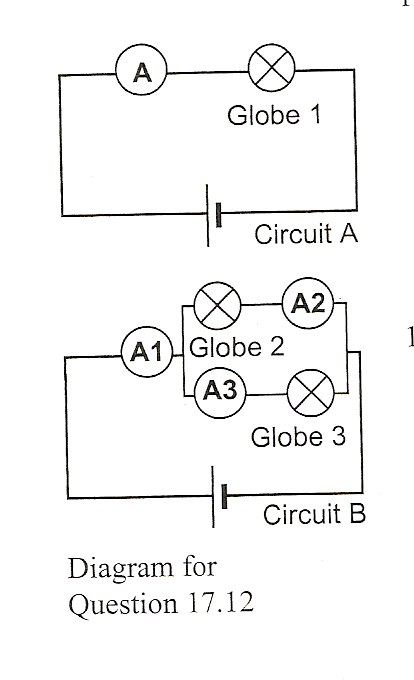 A
Globe 1
Circuit A
A2
A1 Globe 2
A3
Globe 3
Circuit B
Diagram for
Question 17.12